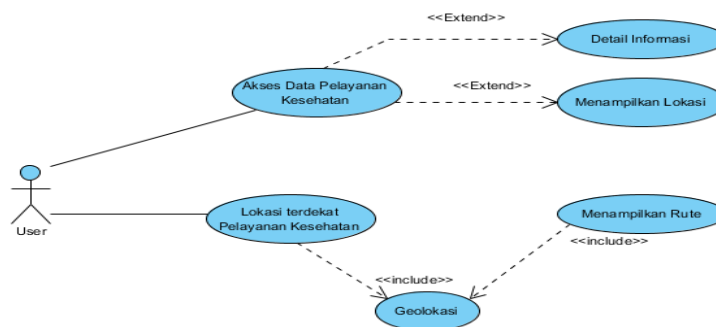 <<Extend>>
Detail Informasi
Akses Data Pelayanan
Kesehatan
<<Extend>>
Menampilkan Lokasi
User
Lokasi terdekat
Pelayanan Kesehatan
Menampilkan Rute
<<include>>
<<include>>
Geolokasi